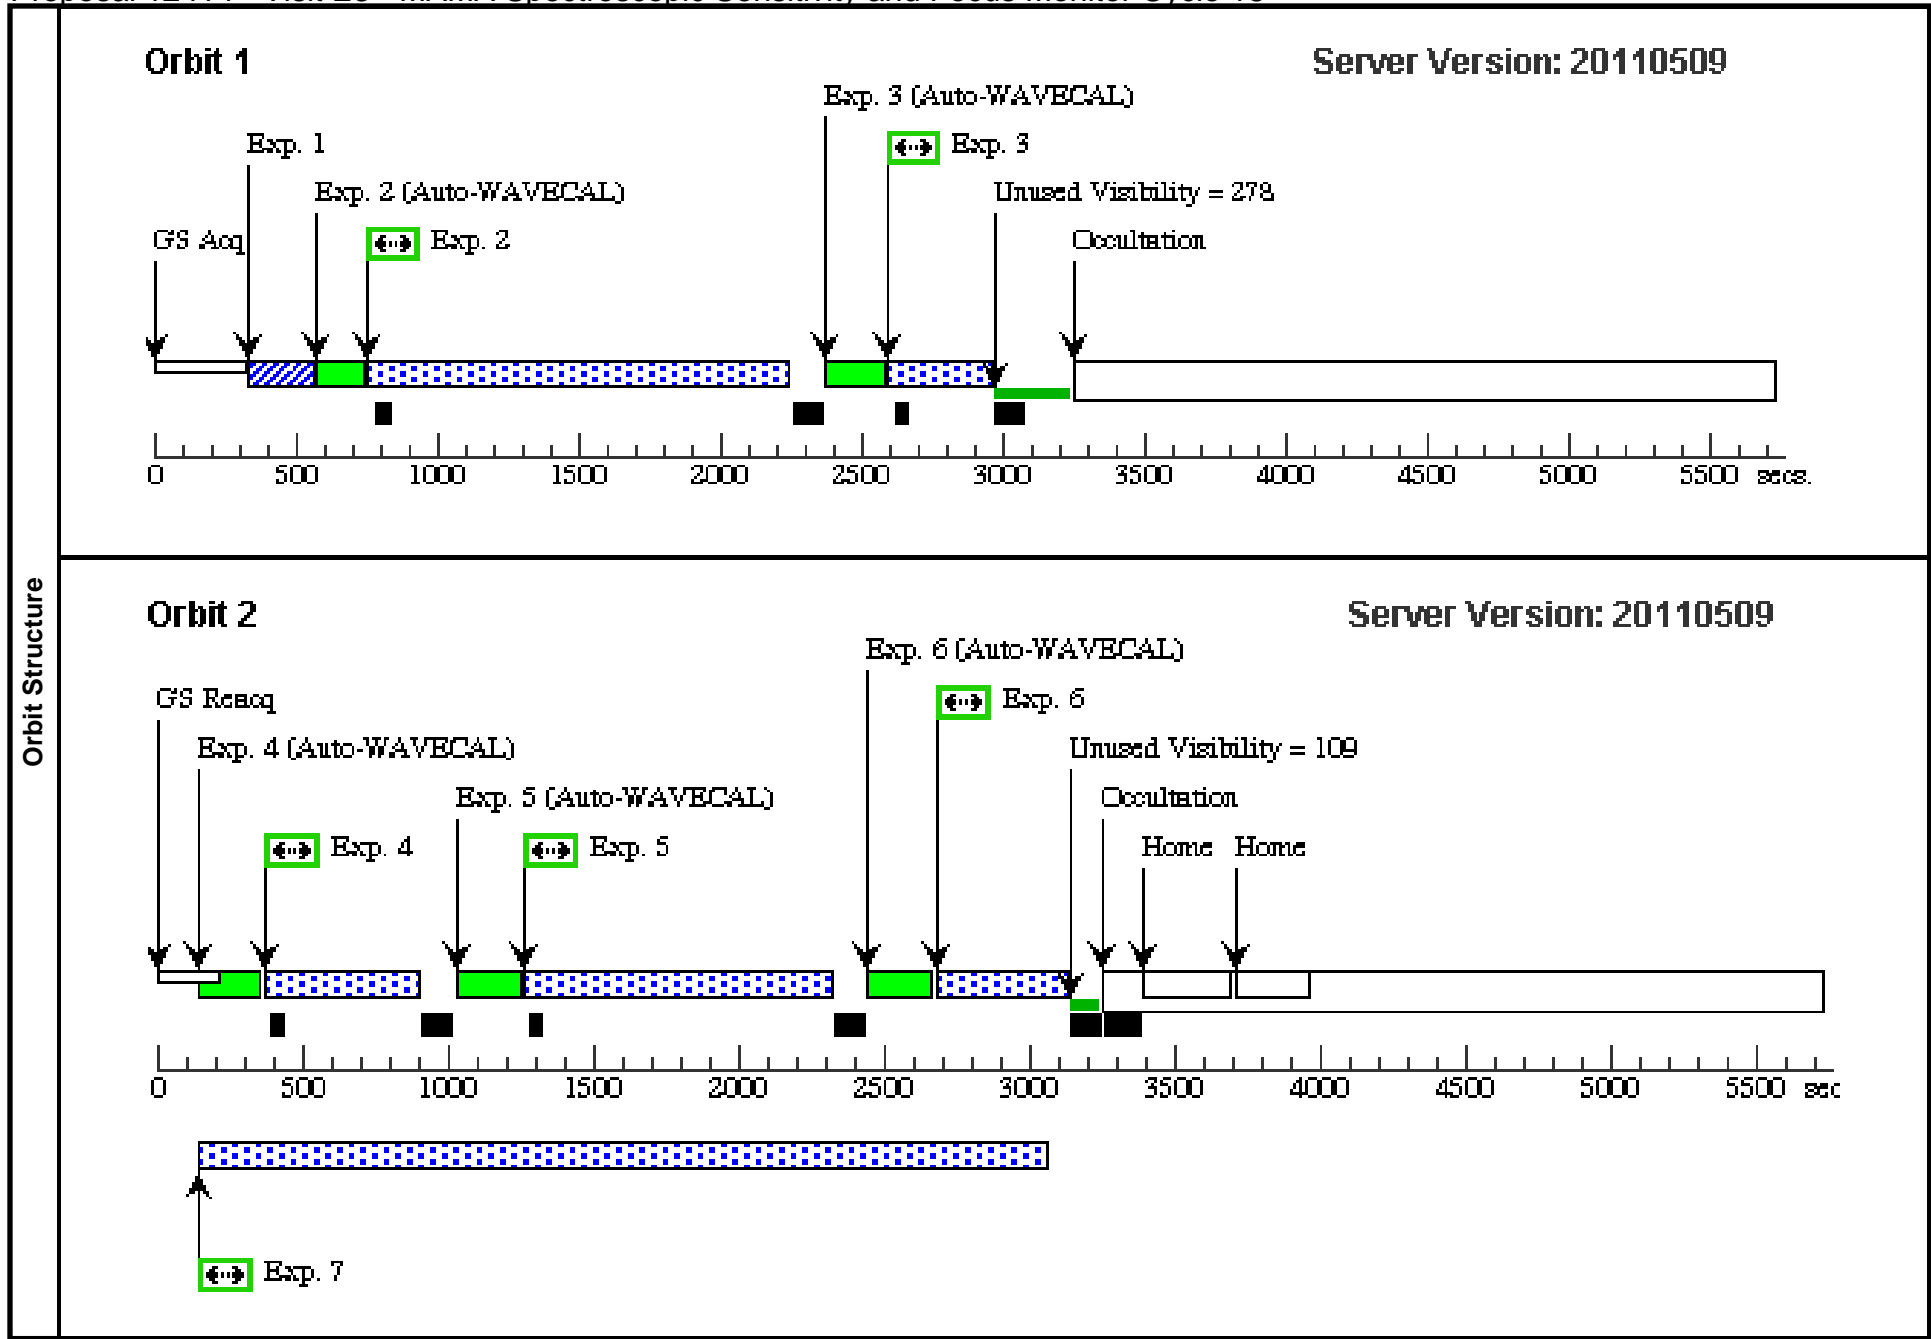 Orbit Structure
Orbit 1
Server Version: 20110509
Exp. 3 (Auto-WAVECAL)
Exp. 1
Exp. 3
Exp. 2 (Auto-WAVECAL)
Unused Visibility = 278
GS Acq
Exp. 2
Occultation
0 500 1000 1500 2000 2500 3000 3500 4000 4500 5000 5500 secs.
Orbit 2
Server Version: 20110509
Exp. 6 (Auto-WAVECAL)
GS Reacq
Exp. 6
Exp. 4 (Auto-WAVECAL)
Unused Visibility = 109
Exp. 5 (Auto-WAVECAL)
Occultation
Exp. 4
Exp. 5
Home Home
0 500 1000 1500 2000 2500 3000 3500 4000 4500 5000 5500 sec
Exp. 7